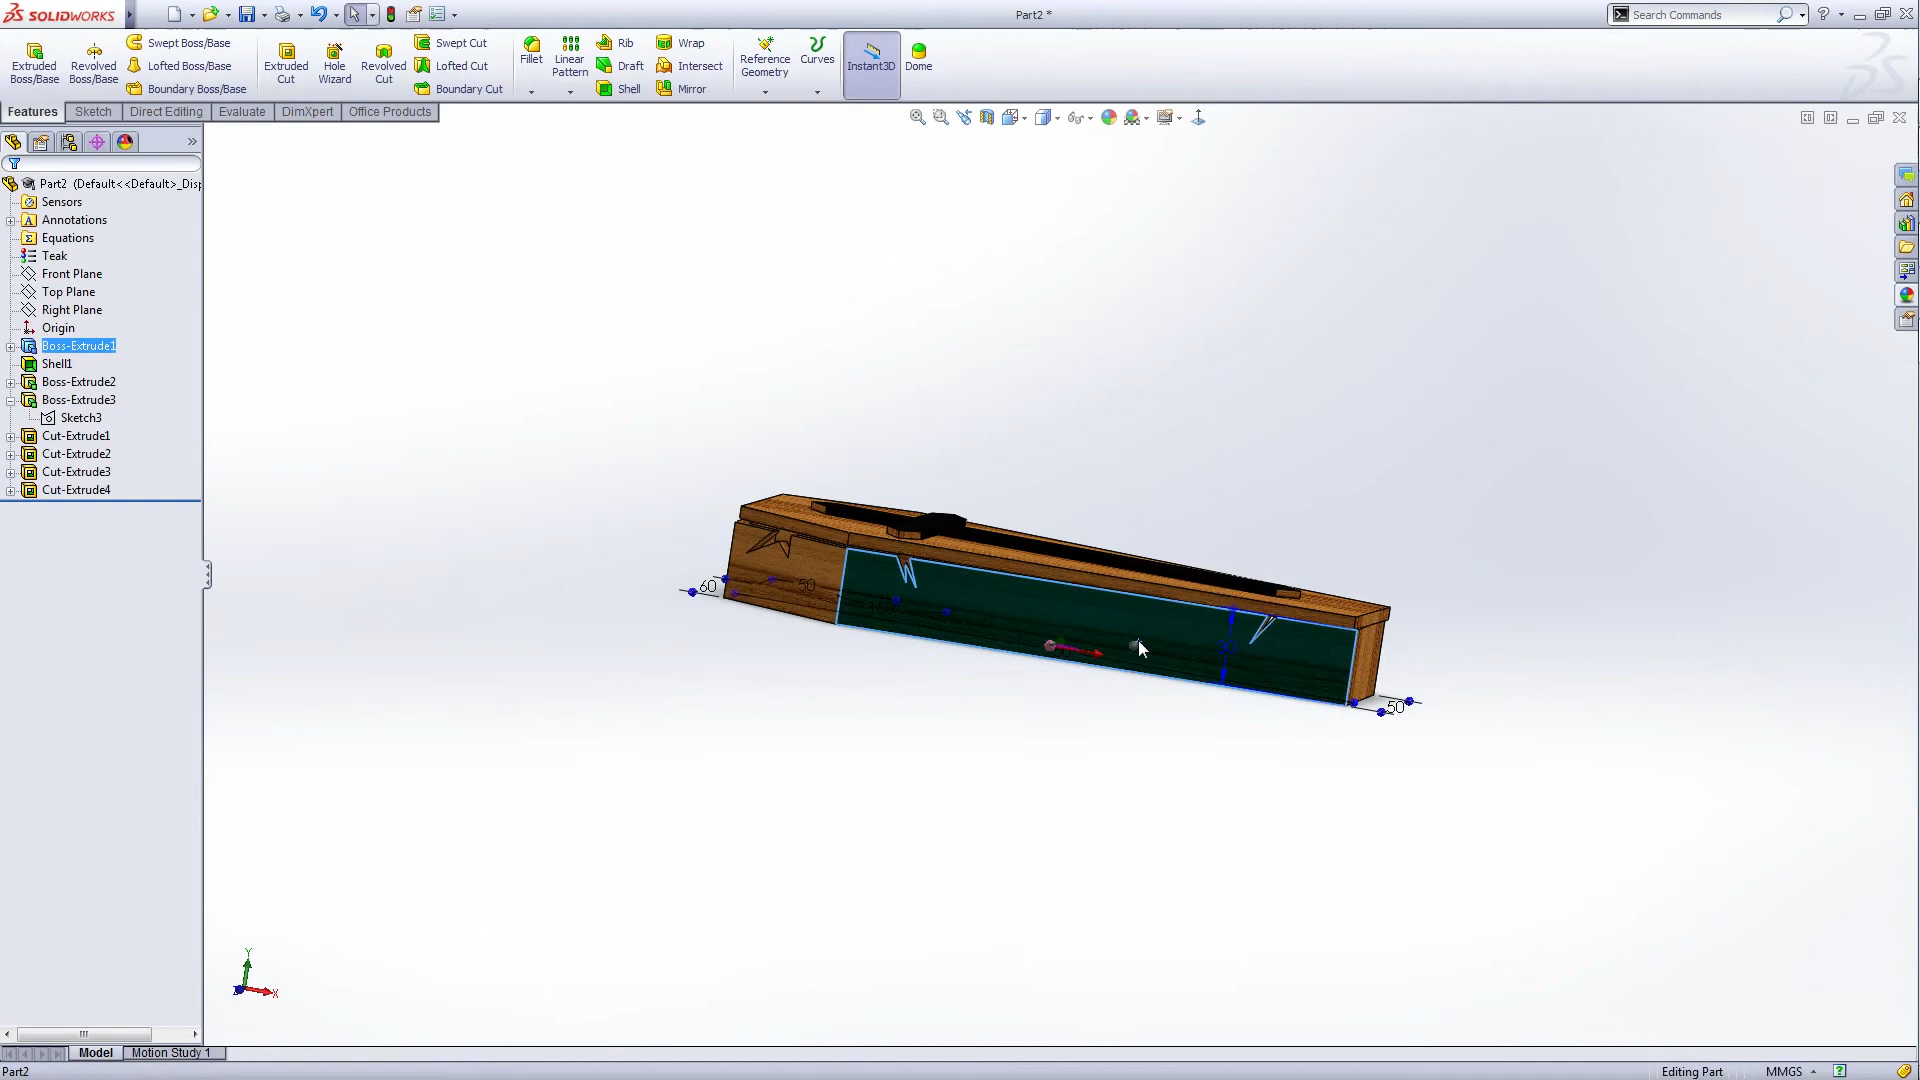 SOLIDWORKS
Part2 *
Search Commands
Extruded Boss/Base
Revolved Boss/Base
Swept Boss/Base
Lofted Boss/Base
Boundary Boss/Base
Extruded Cut
Hole Wizard
Revolved Cut
Swept Cut
Lofted Cut
Boundary Cut
Fillet
Linear Pattern
Rib
Draft
Shell
Wrap
Intersect
Mirror
Reference Geometry
Curves
Instant3D
Dome
Features
Sketch
Direct Editing
Evaluate
DimXpert
Office Products
Part2 (Default<<Default>_Disp
Sensors
Annotations
Equations
Teak
Front Plane
Top Plane
Right Plane
Origin
Boss-Extrude1
Shell1
Boss-Extrude2
Boss-Extrude3
Sketch3
Cut-Extrude1
Cut-Extrude2
Cut-Extrude3
Cut-Extrude4
60
50
150
30
50
Y
X
Model
Motion Study 1
Part2
Editing Part
MMGS